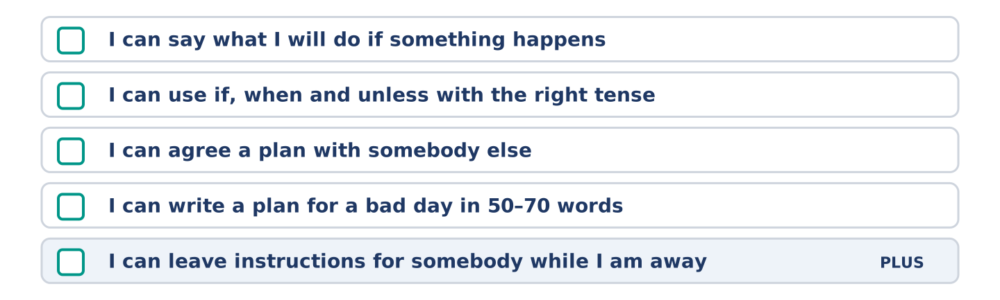 I can say what I will do if something happens
I can use if, when and unless with the right tense
I can agree a plan with somebody else
I can write a plan for a bad day in 50–70 words
I can leave instructions for somebody while I am away PLUS